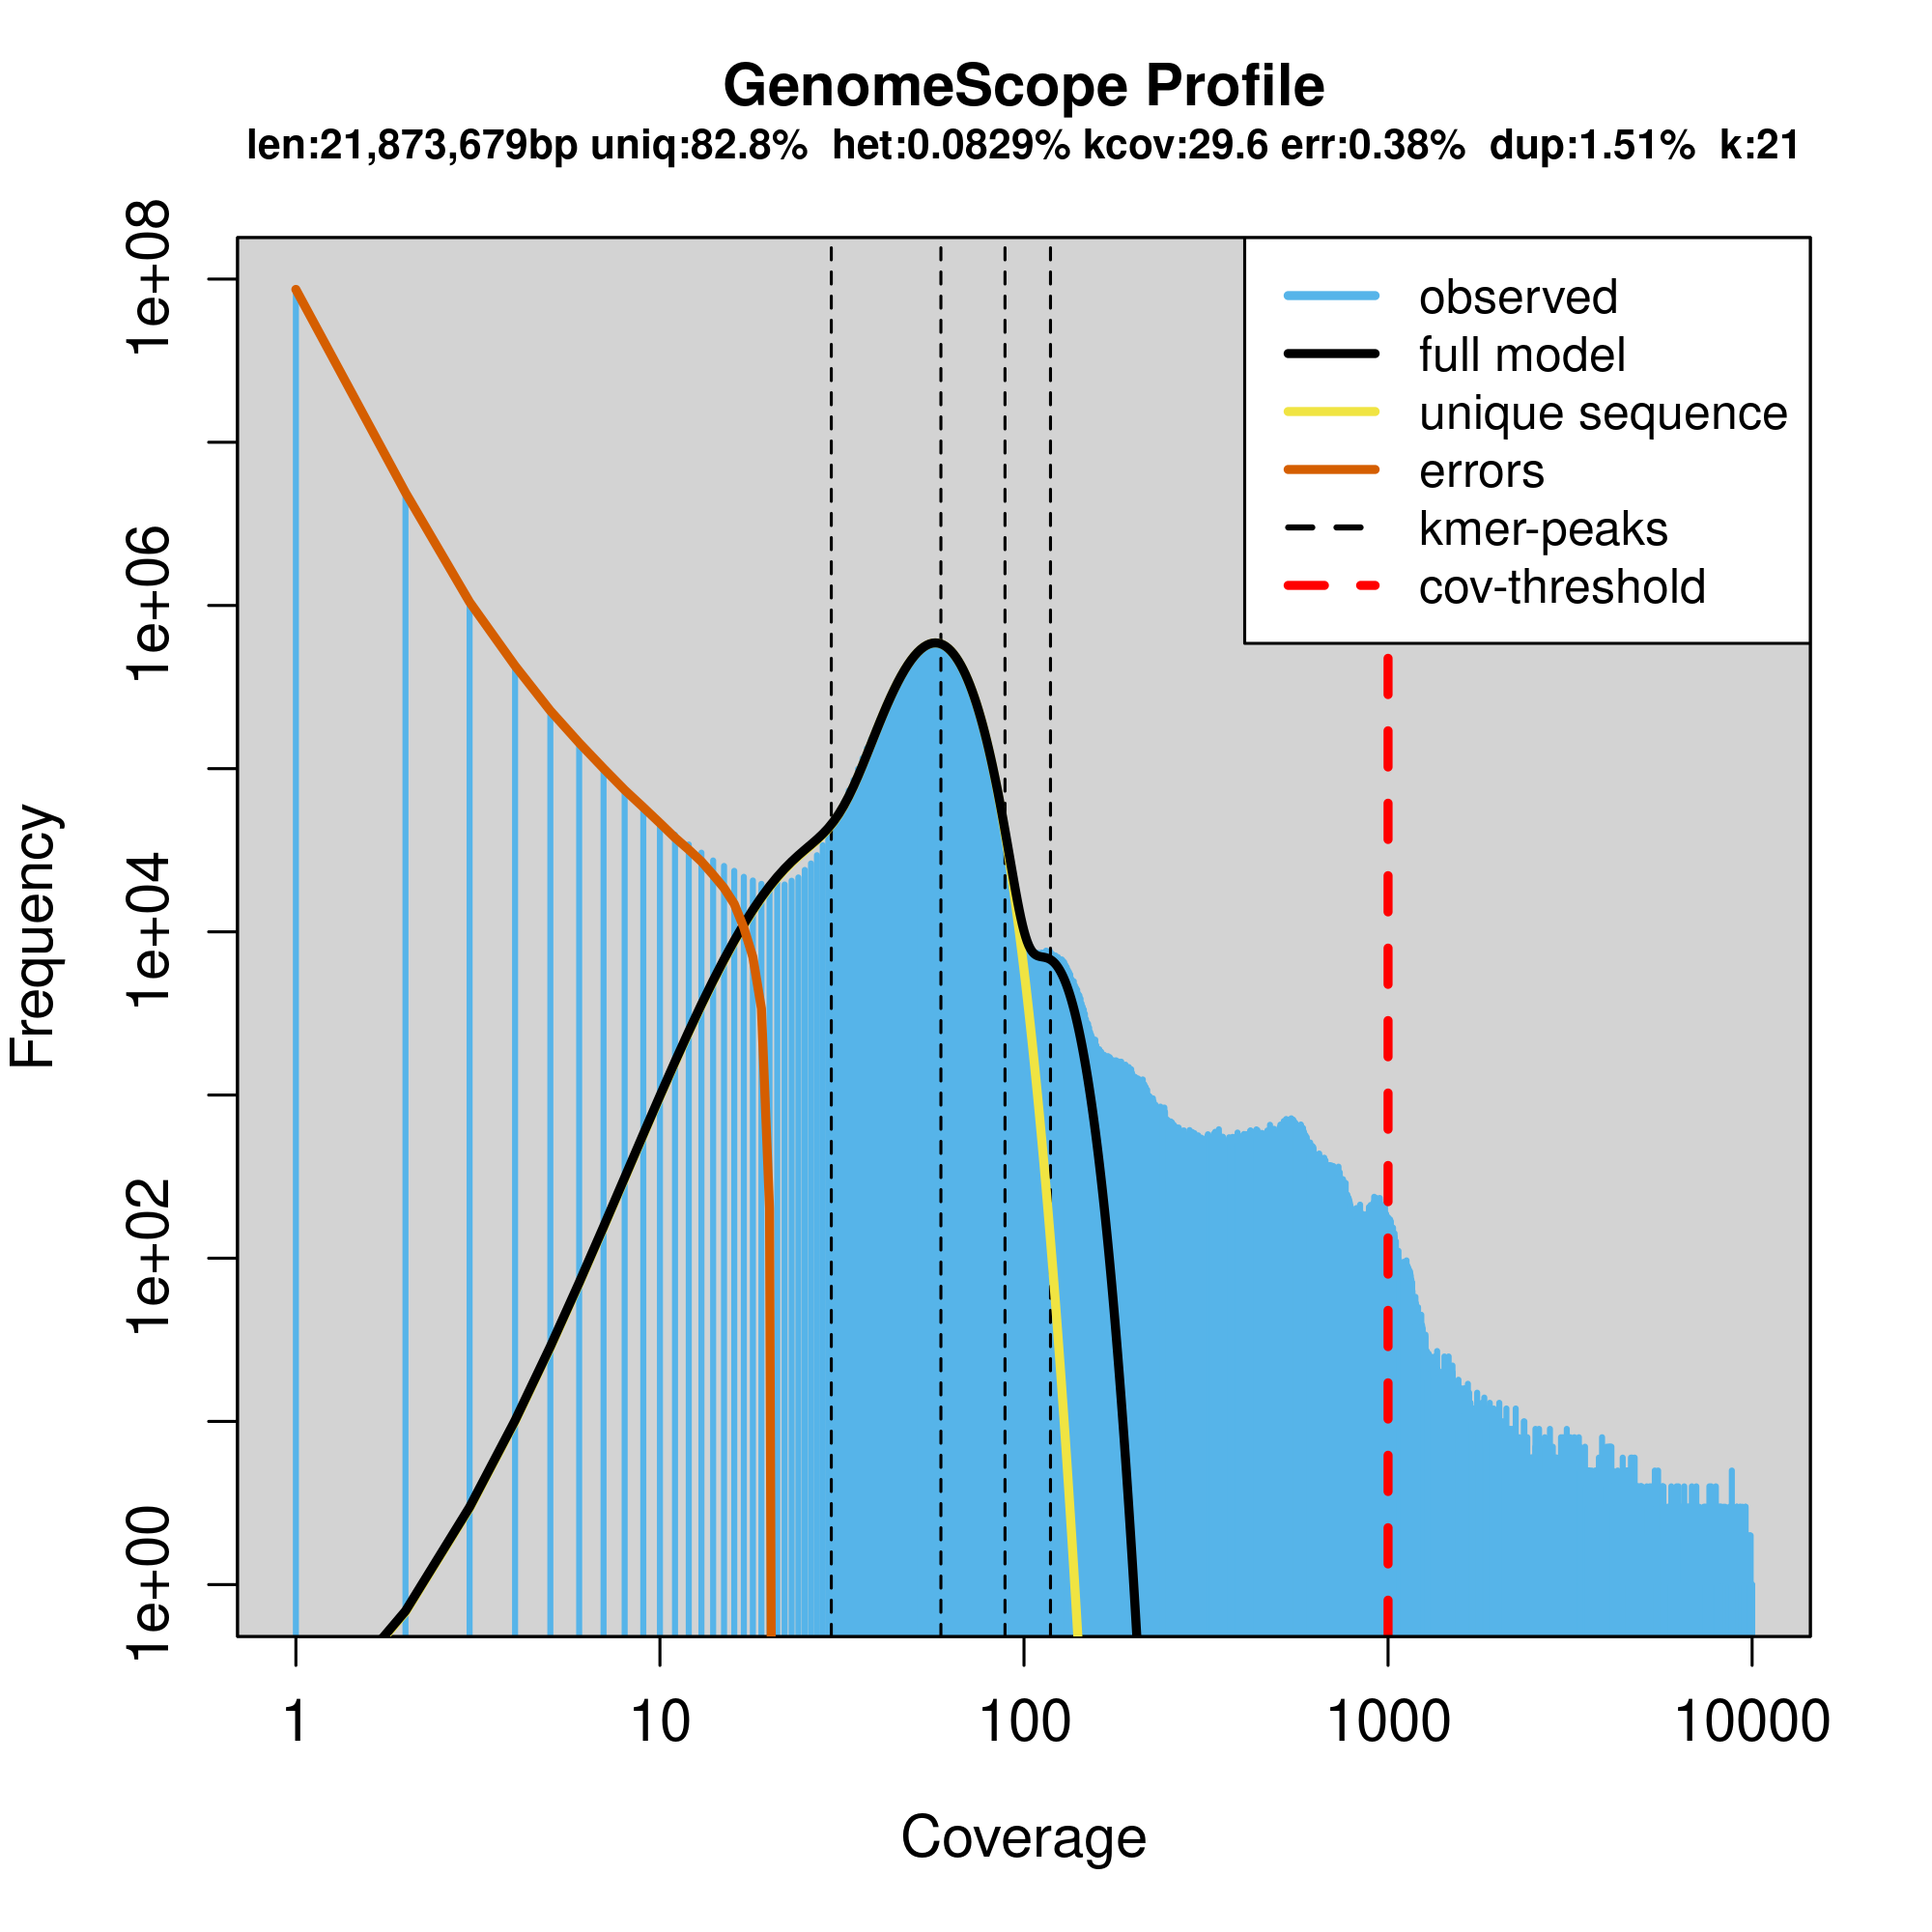 GenomeScope Profile
len:21,873,679bp uniq:82.8% het:0.0829% kcov:29.6 err:0.38% dup:1.51% k:21
observed
full model
unique sequence
errors
kmer-peaks
cov-threshold
Frequency
1e+08
1e+06
1e+04
1e+02
1e+00
1 10 100 1000 10000
Coverage